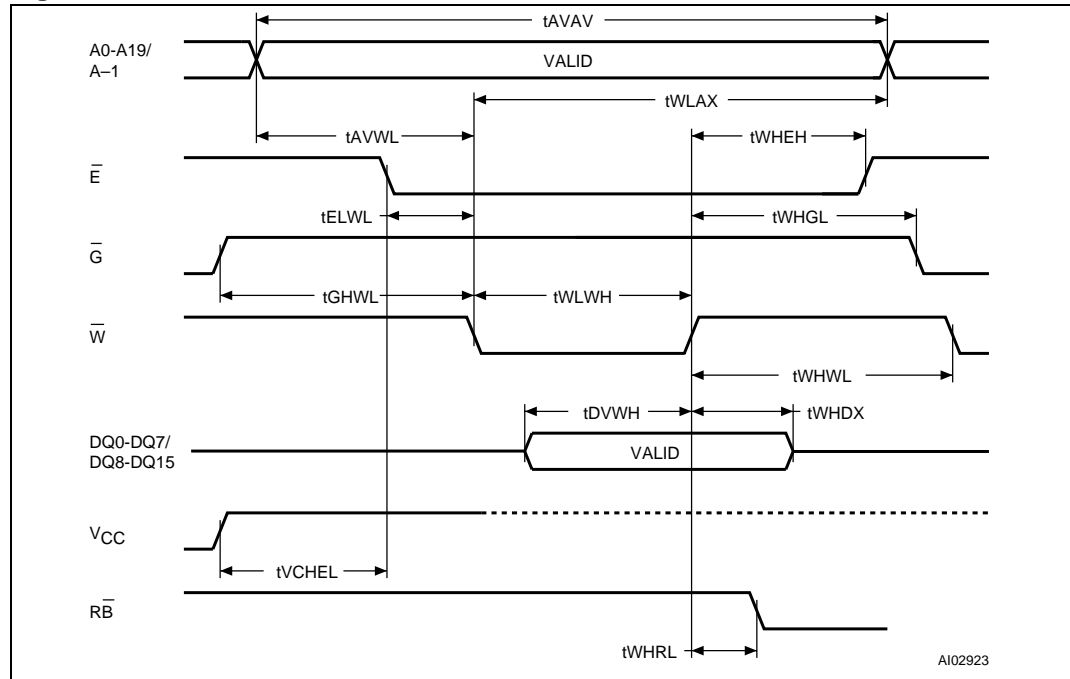 tAVAV
A0-A19/
A–1
VALID
tWLAX
tAVWL
tWHEH
E̅
tELWL
tWHGL
G̅
tGHWL
tWLWH
W̅
tWHWL
tDVWH
tWHDX
DQ0-DQ7/
DQ8-DQ15
VALID
VCC
tVCHEL
RB̅
tWHRL
AI02923